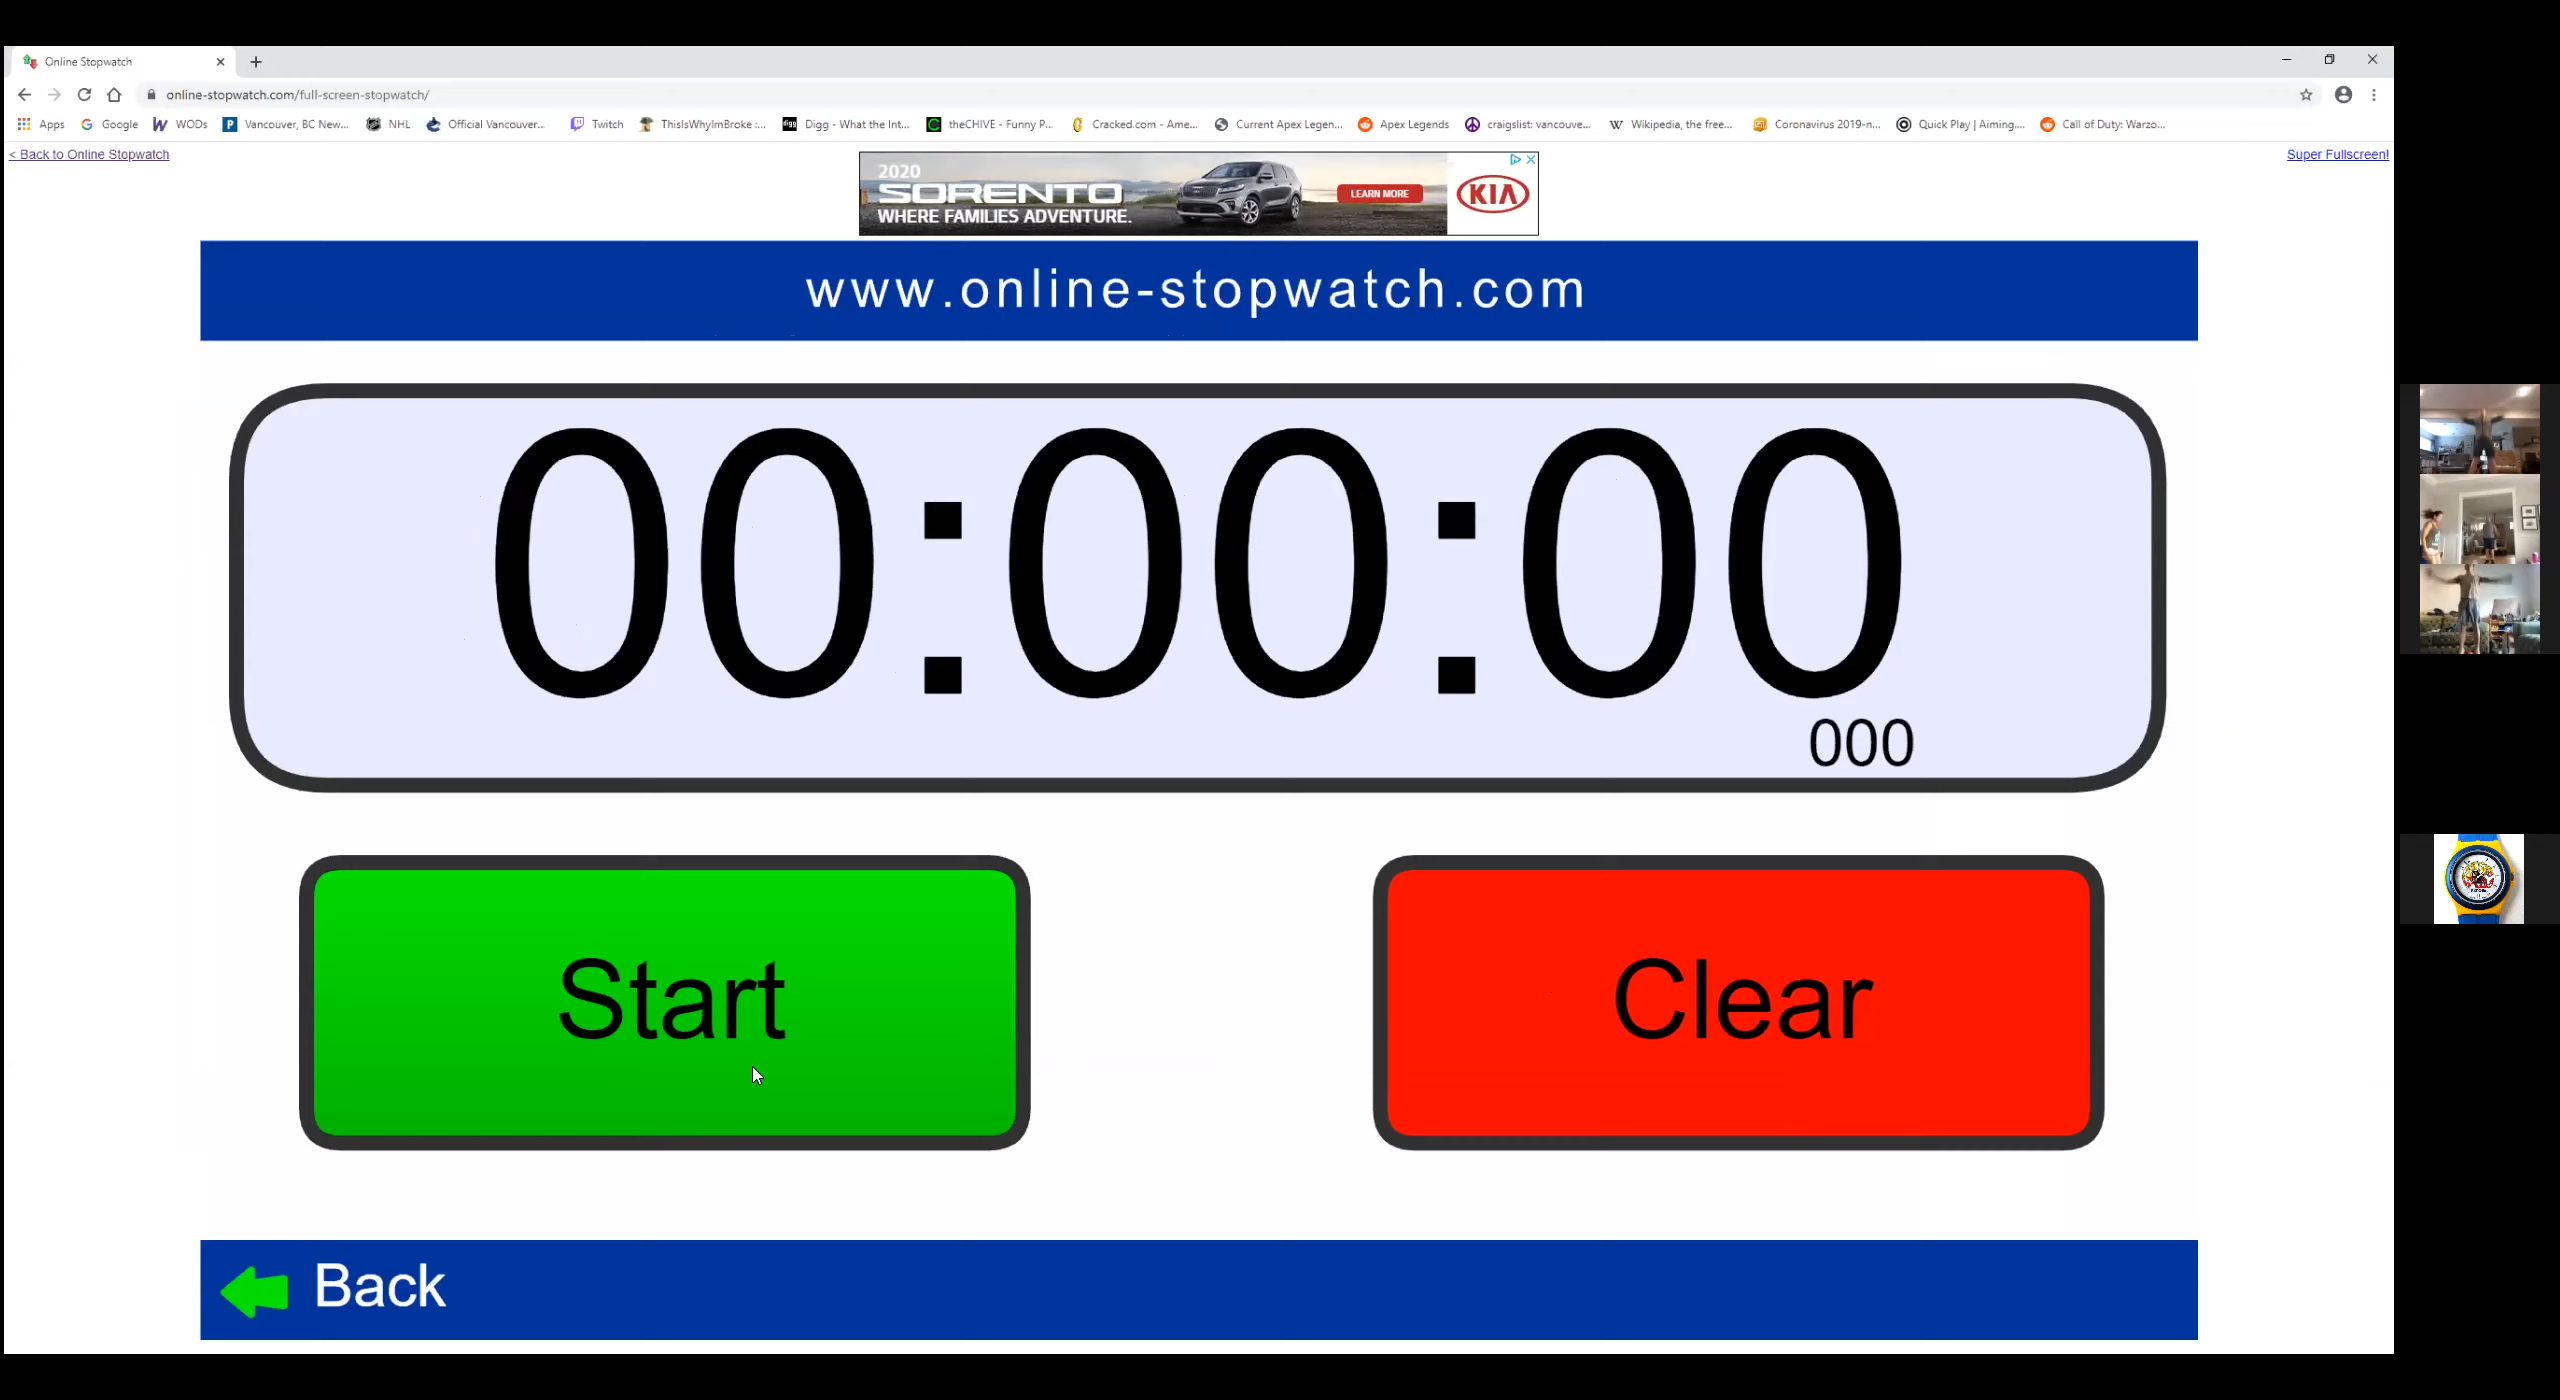 Online Stopwatch
online-stopwatch.com/full-screen-stopwatch/
Apps Google WODs Vancouver, BC New... NHL Official Vancouver... Twitch ThisIsWhyImBroke :... Digg - What the Int... theCHIVE - Funny P... Cracked.com - Ame... Current Apex Legen... Apex Legends craigslist: vancouve... Wikipedia, the free... Coronavirus 2019-n... Quick Play | Aiming.... Call of Duty: Warzo...
< Back to Online Stopwatch
Super Fullscreen!
2020
SORENTO
WHERE FAMILIES ADVENTURE.
LEARN MORE
KIA
www.online-stopwatch.com
00:00:00
000
Start
Clear
Back